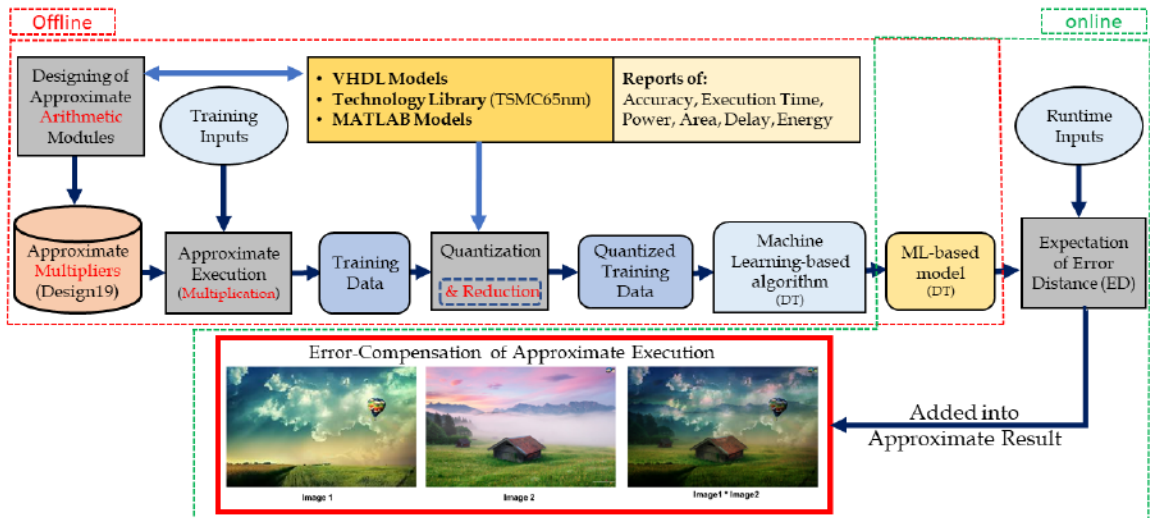 Offline
online
Designing of
Approximate
Arithmetic
Modules
Training
Inputs
• VHDL Models
• Technology Library (TSMC65nm)
• MATLAB Models
Reports of:
Accuracy, Execution Time,
Power, Area, Delay, Energy
Runtime
Inputs
Approximate
Multipliers
(Design19)
Approximate
Execution
(Multiplication)
Training
Data
Quantization
& Reduction
Quantized
Training
Data
Machine
Learning-based
algorithm
(DT)
ML-based
model
(DT)
Expectation
of Error
Distance (ED)
Error-Compensation of Approximate Execution
Image 1
Image 2
Image1 * Image2
Added into
Approximate Result